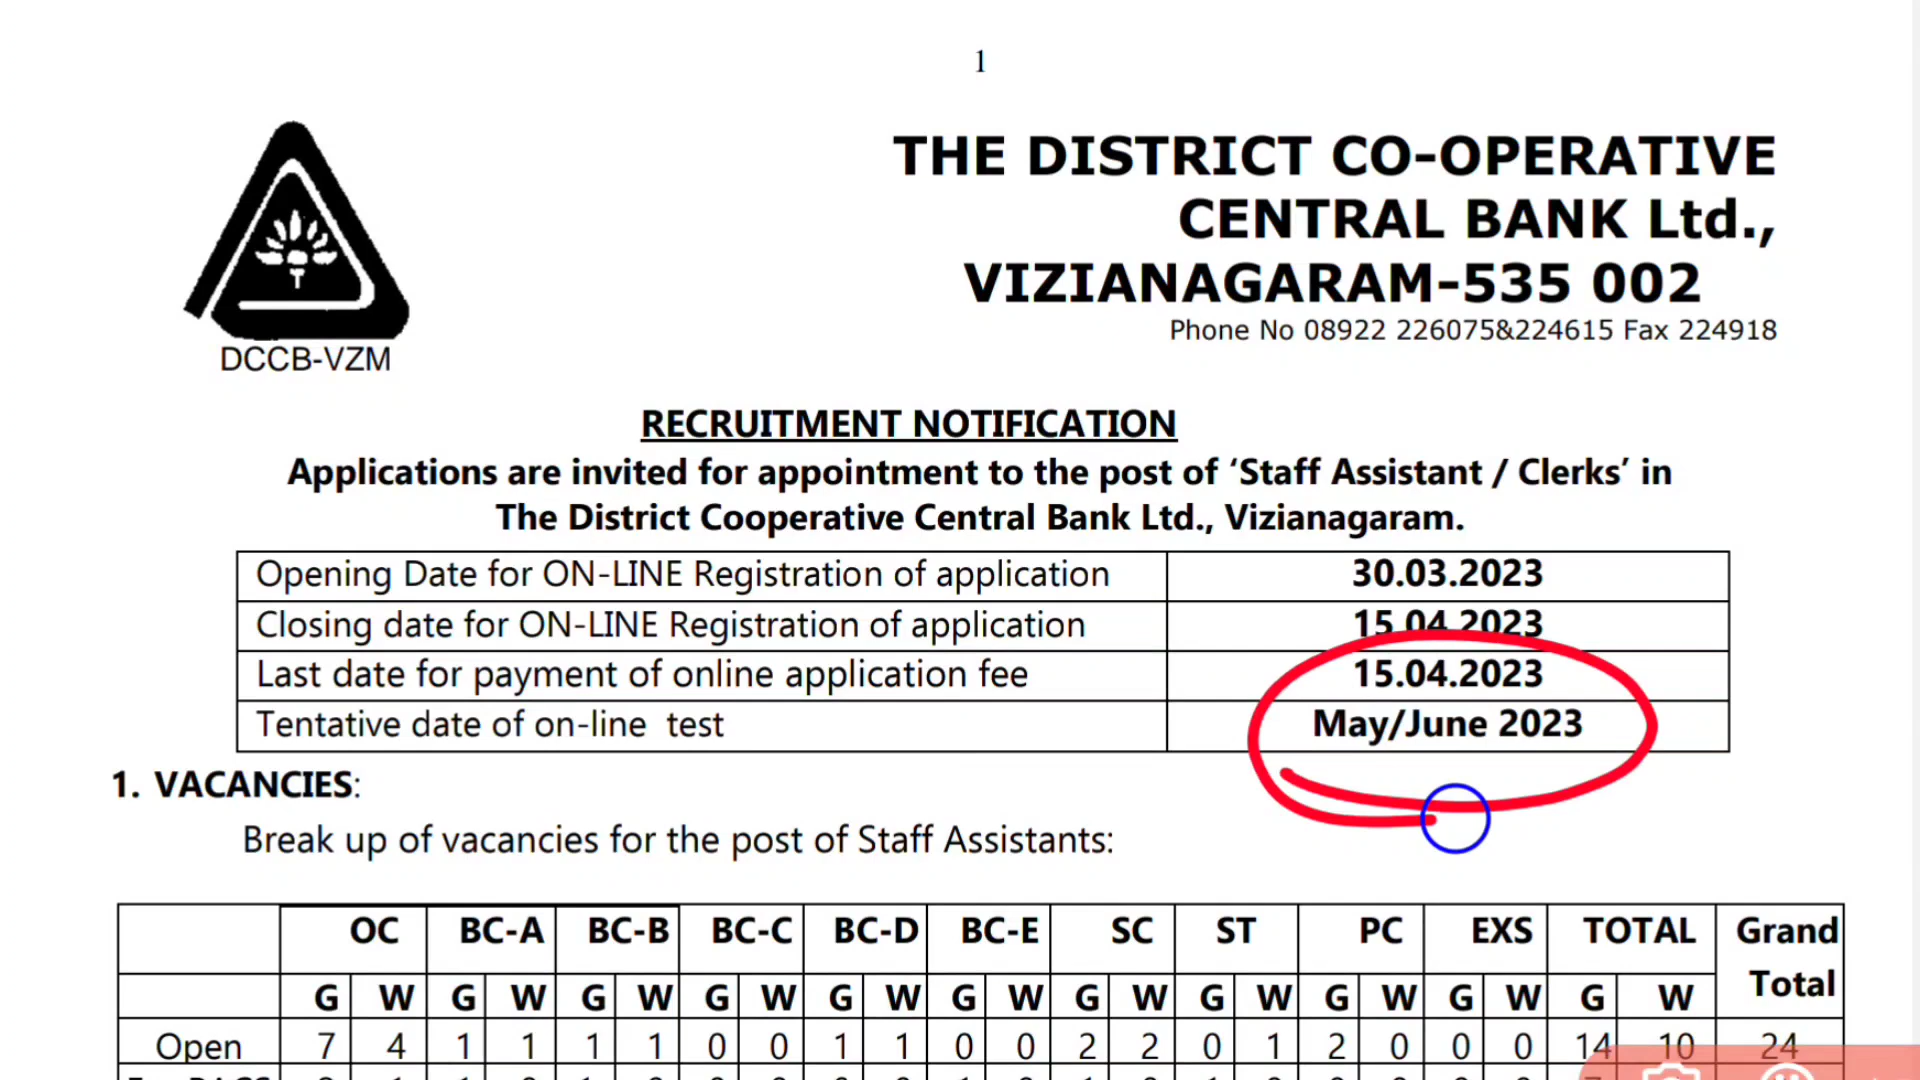 1
THE DISTRICT CO-OPERATIVE
CENTRAL BANK Ltd.,
VIZIANAGARAM-535 002
Phone No 08922 226075&224615 Fax 224918
DCCB-VZM
RECRUITMENT NOTIFICATION
Applications are invited for appointment to the post of ‘Staff Assistant / Clerks’ in
The District Cooperative Central Bank Ltd., Vizianagaram.
Opening Date for ON-LINE Registration of application 30.03.2023
Closing date for ON-LINE Registration of application 15.04.2023
Last date for payment of online application fee 15.04.2023
Tentative date of on-line test May/June 2023
1. VACANCIES:
Break up of vacancies for the post of Staff Assistants:
OC BC-A BC-B BC-C BC-D BC-E SC ST PC EXS TOTAL Grand Total
G W G W G W G W G W G W G W G W G W G W G W
Open 7 4 1 1 1 1 0 0 1 1 0 0 2 2 0 1 2 0 0 0 14 10 24